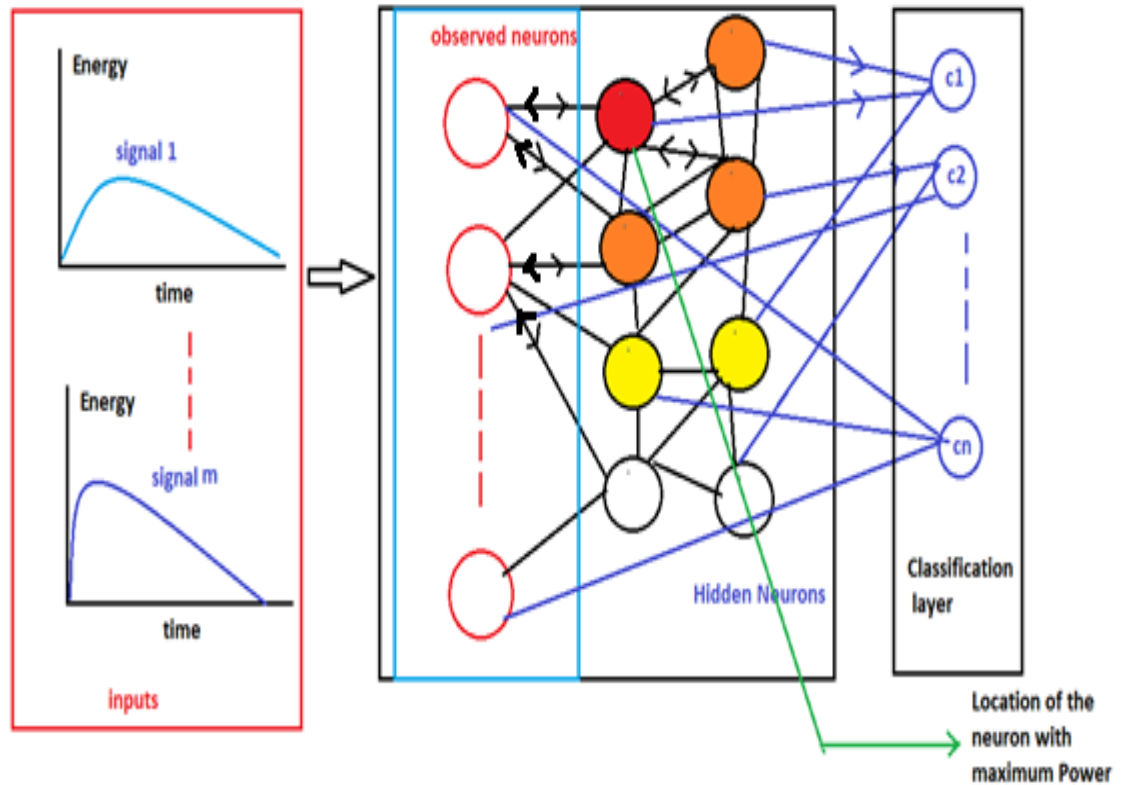 Energy
signal 1
time
Energy
signal m
time
inputs
observed neurons
Hidden Neurons
c1
c2
cn
Classification
layer
Location of the
neuron with
maximum Power